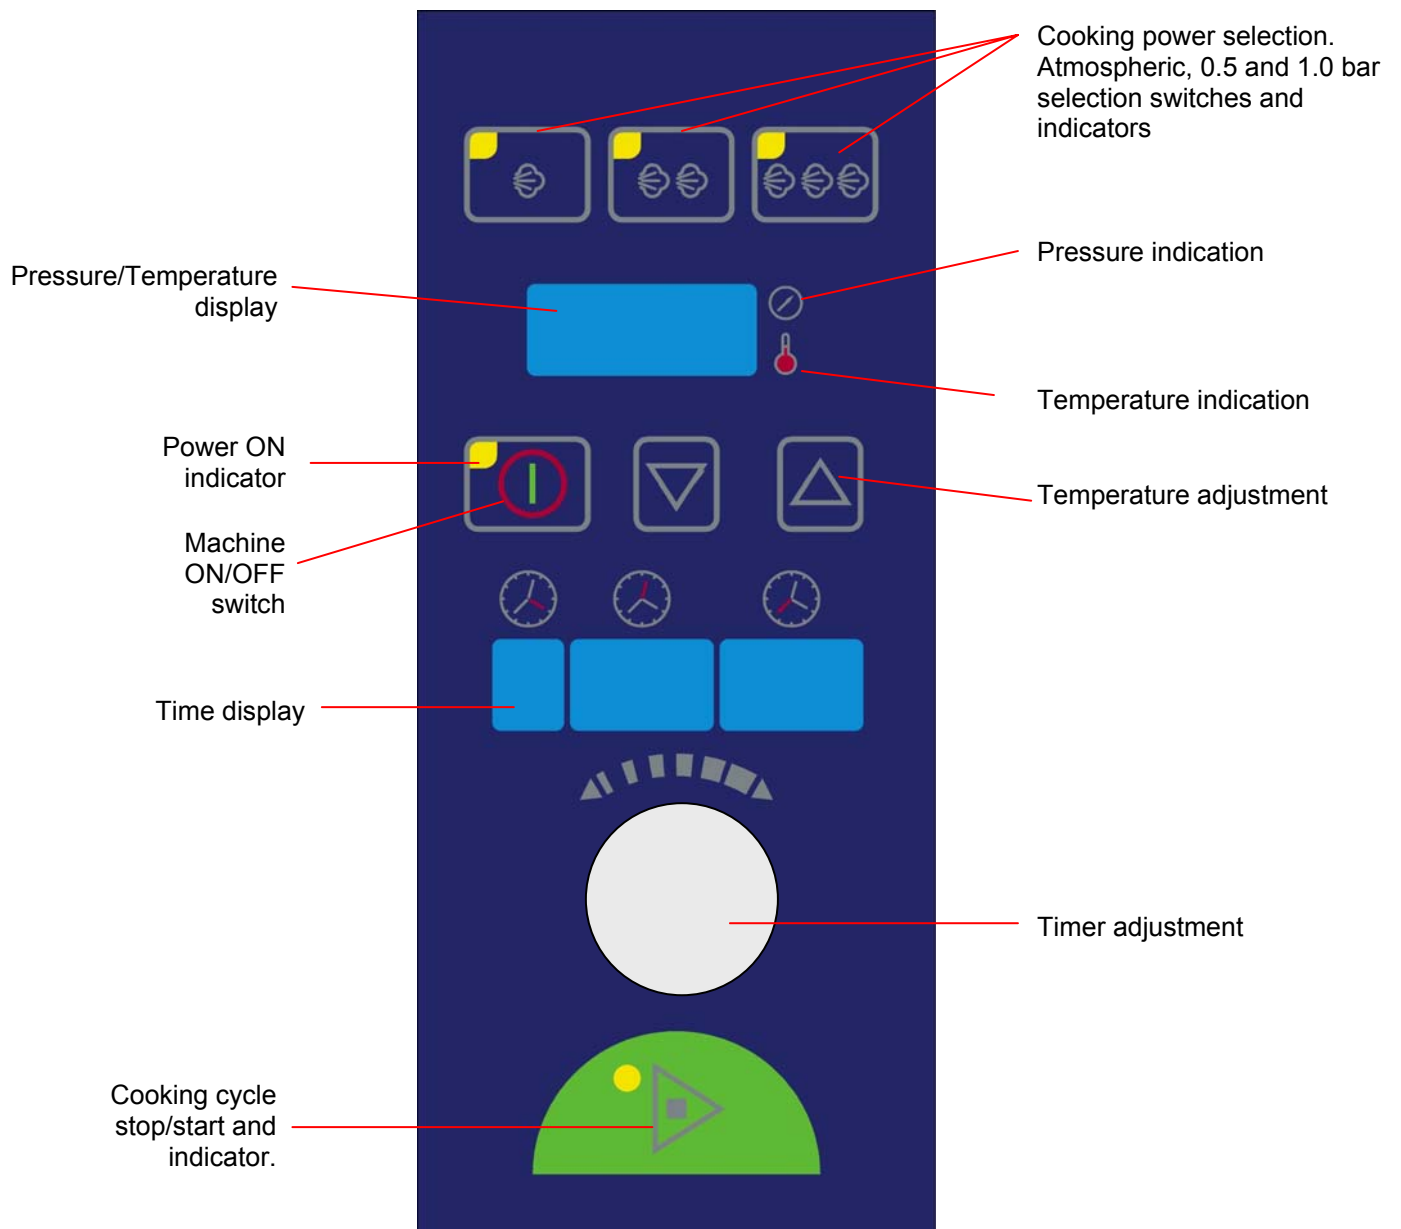 Cooking power selection.
Atmospheric, 0.5 and 1.0 bar
selection switches and
indicators
Pressure indication
Pressure/Temperature
display
Temperature indication
Power ON
indicator
Temperature adjustment
Machine
ON/OFF
switch
Time display
Timer adjustment
Cooking cycle
stop/start and
indicator.